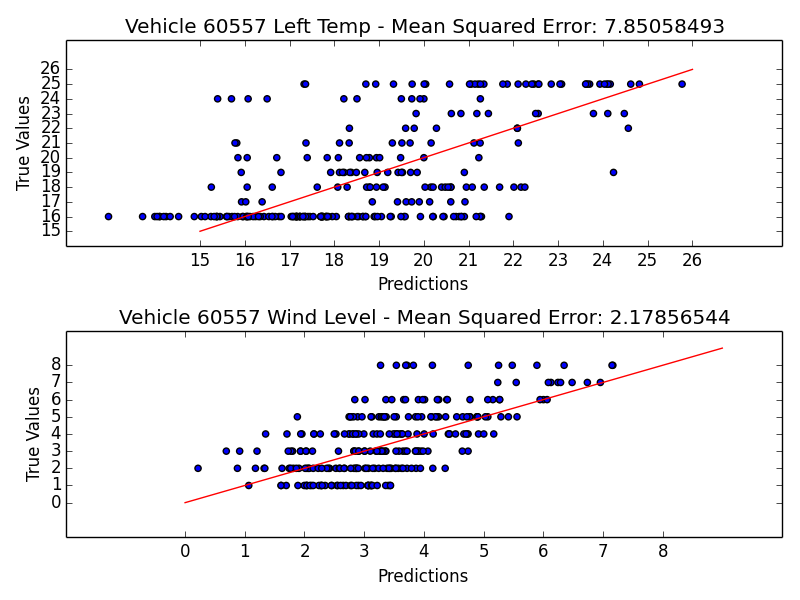 Vehicle 60557 Left Temp - Mean Squared Error: 7.85058493
True Values
26
25
24
23
22
21
20
19
18
17
16
15
15 16 17 18 19 20 21 22 23 24 25 26
Predictions
Vehicle 60557 Wind Level - Mean Squared Error: 2.17856544
True Values
8
7
6
5
4
3
2
1
0
0 1 2 3 4 5 6 7 8
Predictions